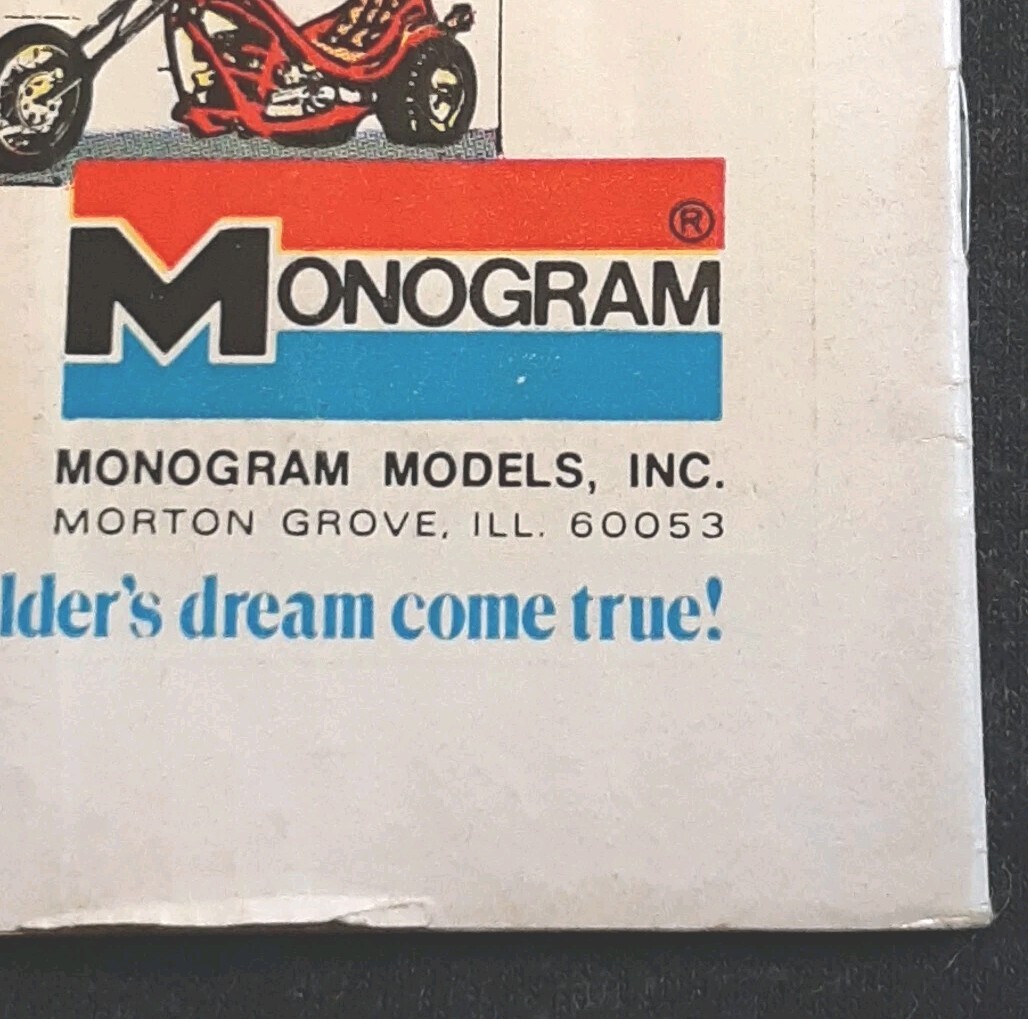 ®
MONOGRAM
MONOGRAM MODELS, INC.
MORTON GROVE, ILL. 60053
lder's dream come true!